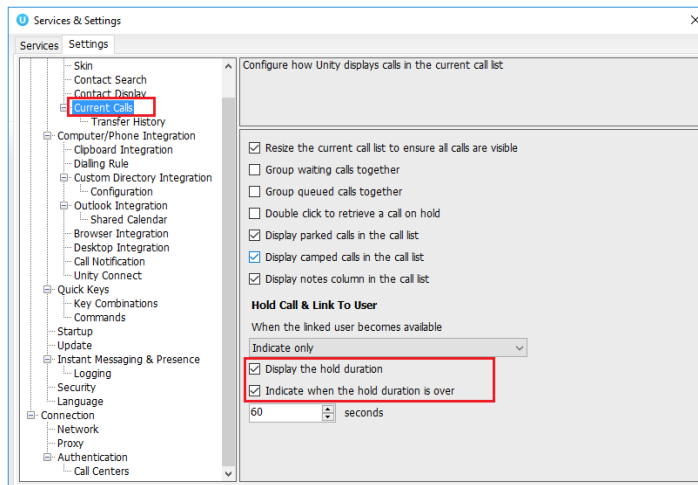 Services & Settings
Services Settings
Skin
Contact Search
Contact Display
Current Calls
Transfer History
Computer/Phone Integration
Clipboard Integration
Dialling Rule
Custom Directory Integration
Configuration
Outlook Integration
Shared Calendar
Browser Integration
Desktop Integration
Call Notification
Unity Connect
Quick Keys
Key Combinations
Commands
Startup
Update
Instant Messaging & Presence
Logging
Security
Language
Connection
Network
Proxy
Authentication
Call Centers
Configure how Unity displays calls in the current call list
Resize the current call list to ensure all calls are visible
Group waiting calls together
Group queued calls together
Double click to retrieve a call on hold
Display parked calls in the call list
Display camped calls in the call list
Display notes column in the call list
Hold Call & Link To User
When the linked user becomes available
Indicate only
Display the hold duration
Indicate when the hold duration is over
60 seconds